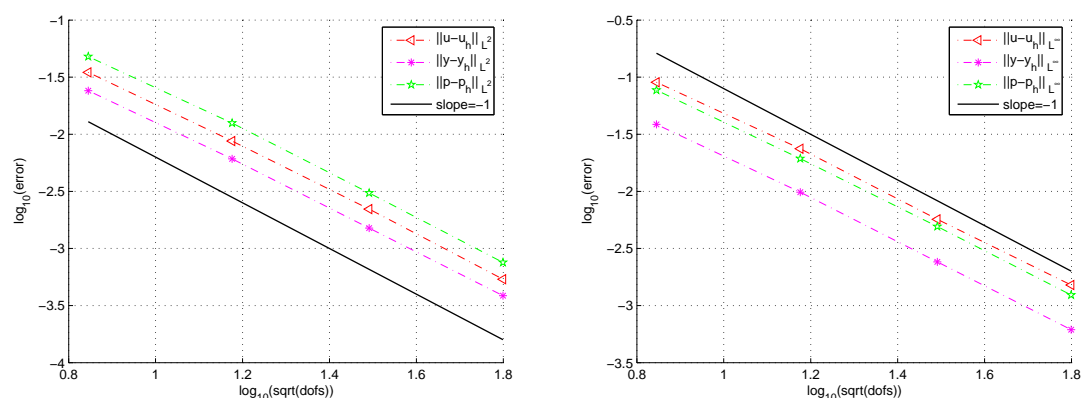 −1
−1.5
−2
−2.5
−3
−3.5
−4
0.8
1
1.2
1.4
1.6
1.8
log10(sqrt(dofs))
log10(error)
||u−uh||L2
||y−yh||L2
||p−ph||L2
slope=−1
−0.5
−1
−1.5
−2
−2.5
−3
−3.5
0.8
1
1.2
1.4
1.6
1.8
log10(sqrt(dofs))
log10(error)
||u−uh||L∞
||y−yh||L∞
||p−ph||L∞
slope=−1